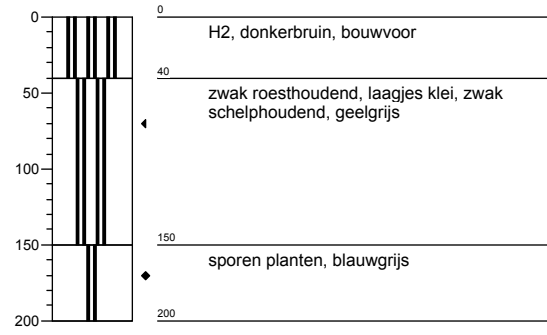 0
50
100
150
200
0
H2, donkerbruin, bouwvoor
40
zwak roesthoudend, laagjes klei, zwak
schelphoudend, geelgrijs
150
sporen planten, blauwgrijs
200